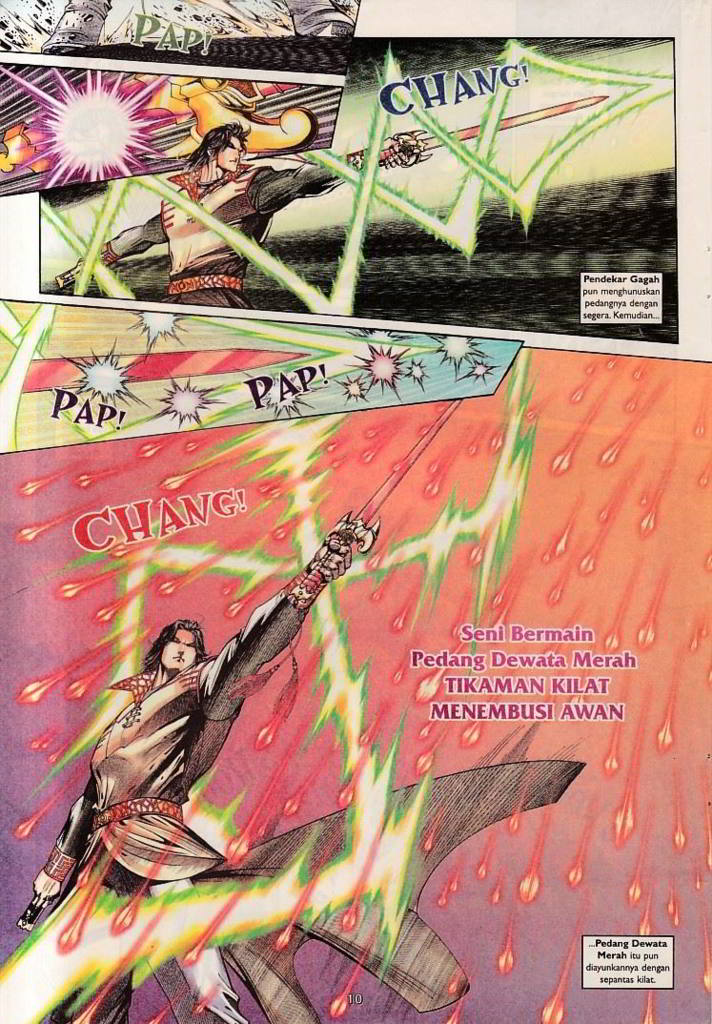 PAP!
CHANG!
Pendekar Gagah
pun menghunuskan
pedangnya dengan
segera. Kemudian...
PAP!
PAP!
CHANG!
Seni Bermain
Pedang Dewata Merah
TIKAMAN KILAT
MENEMBUSI AWAN
...Pedang Dewata
Merah itu pun
diayunkannya dengan
sepantas kilat.
10